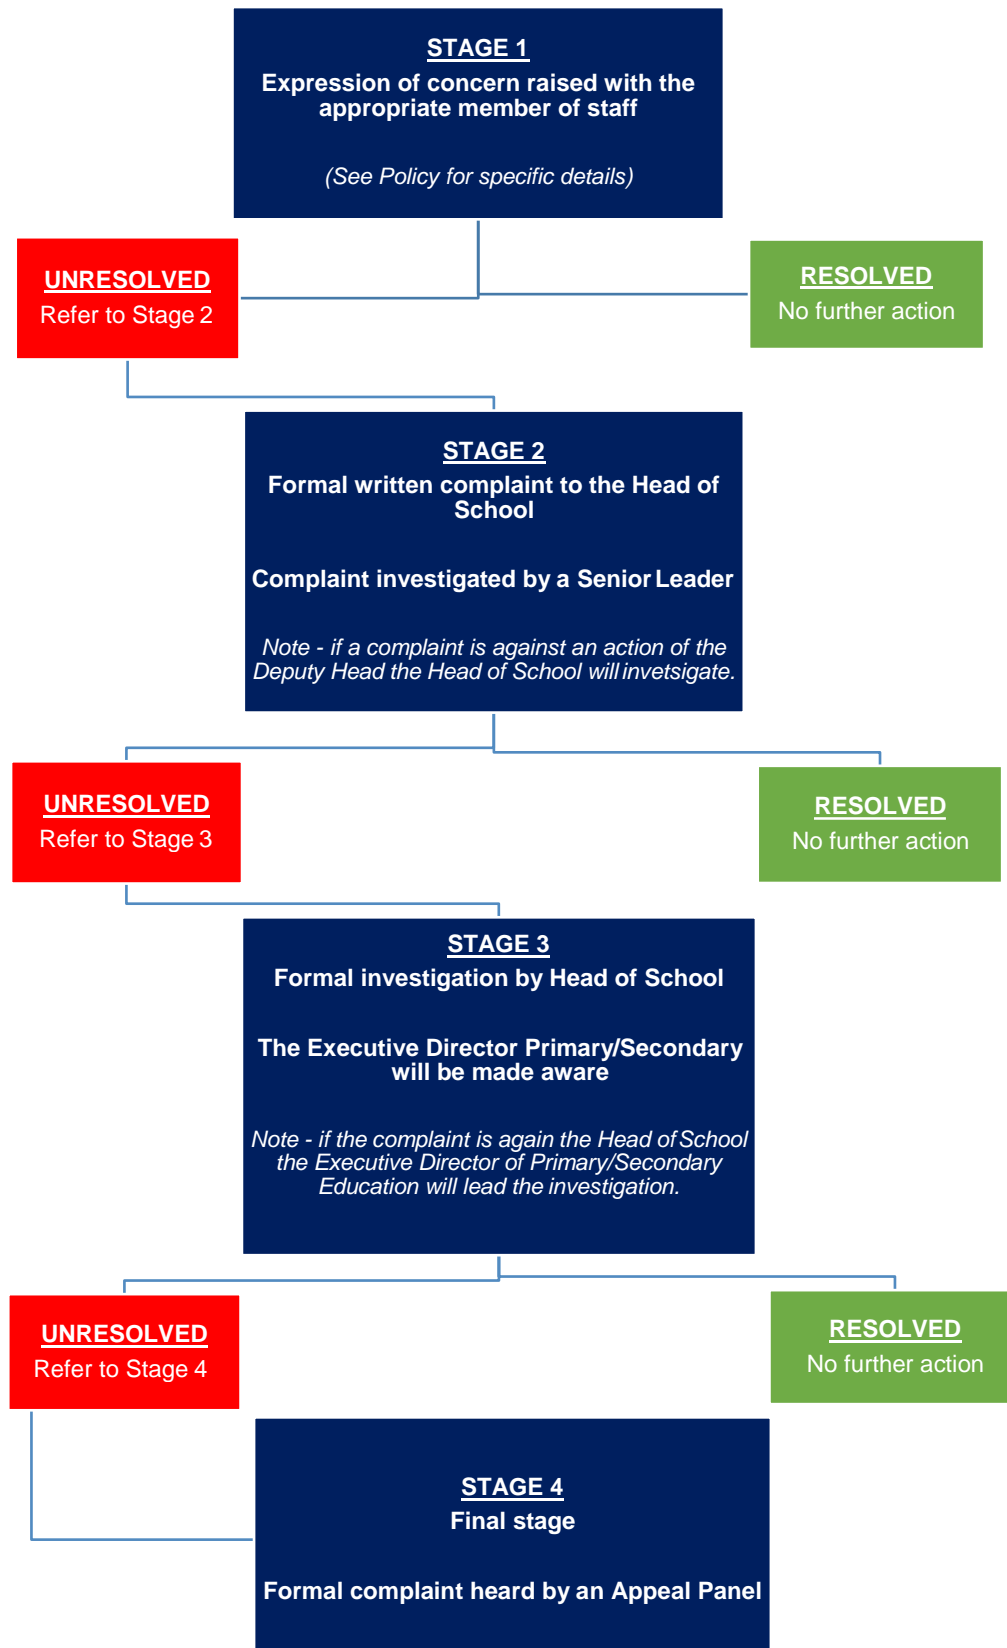 STAGE 1
Expression of concern raised with the
appropriate member of staff
(See Policy for specific details)
UNRESOLVED
Refer to Stage 2
RESOLVED
No further action
STAGE 2
Formal written complaint to the Head of
School
Complaint investigated by a Senior Leader
Note - if a complaint is against an action of the
Deputy Head the Head of School will invetsigate.
UNRESOLVED
Refer to Stage 3
RESOLVED
No further action
STAGE 3
Formal investigation by Head of School
The Executive Director Primary/Secondary
will be made aware
Note - if the complaint is again the Head of School
the Executive Director of Primary/Secondary
Education will lead the investigation.
UNRESOLVED
Refer to Stage 4
RESOLVED
No further action
STAGE 4
Final stage
Formal complaint heard by an Appeal Panel